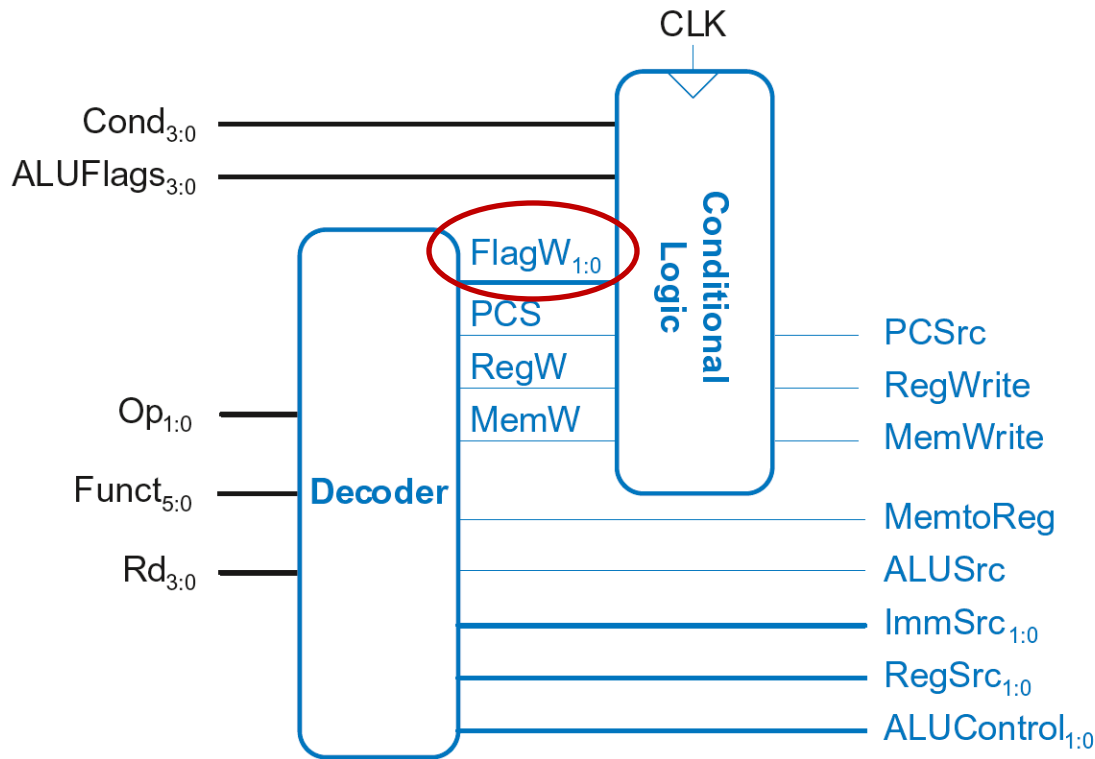 CLK
Cond3:0
ALUFlags3:0
Conditional
Logic
FlagW1:0
PCS
PCSrc
RegW
RegWrite
Op1:0
MemW
MemWrite
Funct5:0
Decoder
MemtoReg
Rd3:0
ALUSrc
ImmSrc1:0
RegSrc1:0
ALUControl1:0